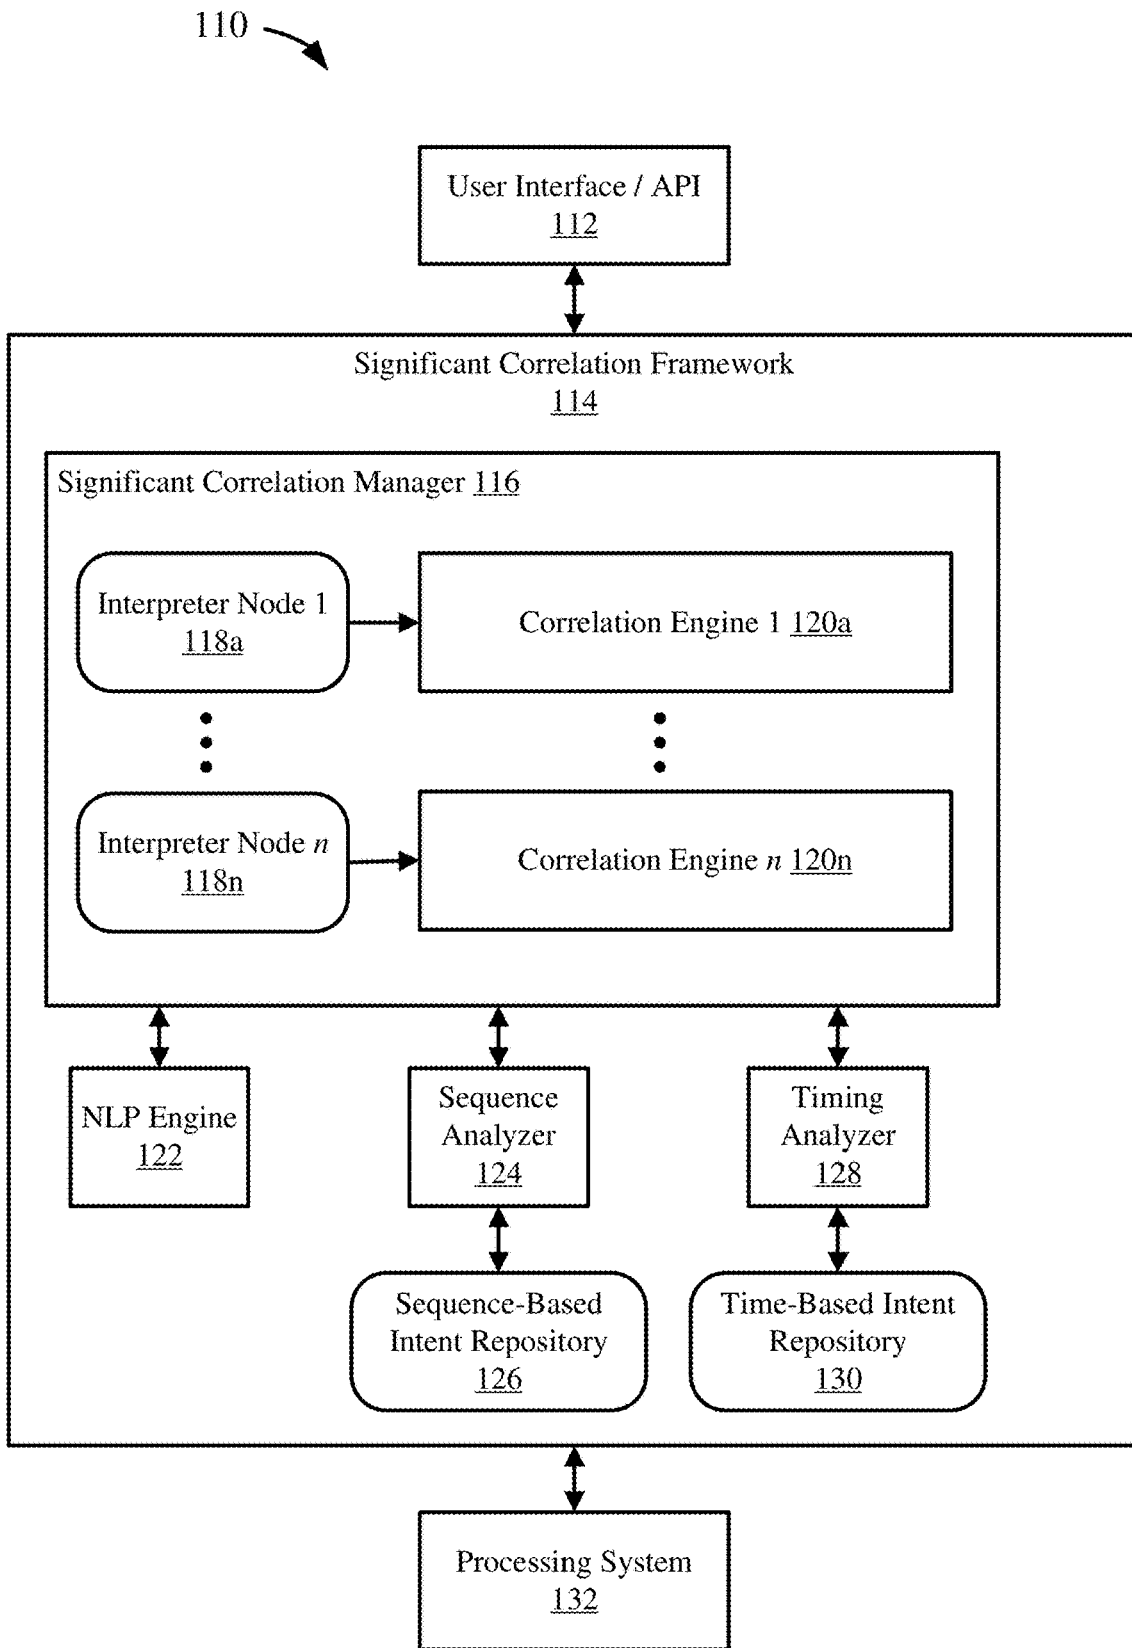 110
User Interface / API
112
Significant Correlation Framework
114
Significant Correlation Manager 116
Interpreter Node 1
118a
Correlation Engine 1 120a
Interpreter Node n
118n
Correlation Engine n 120n
NLP Engine
122
Sequence
Analyzer
124
Timing
Analyzer
128
Sequence-Based
Intent Repository
126
Time-Based Intent
Repository
130
Processing System
132